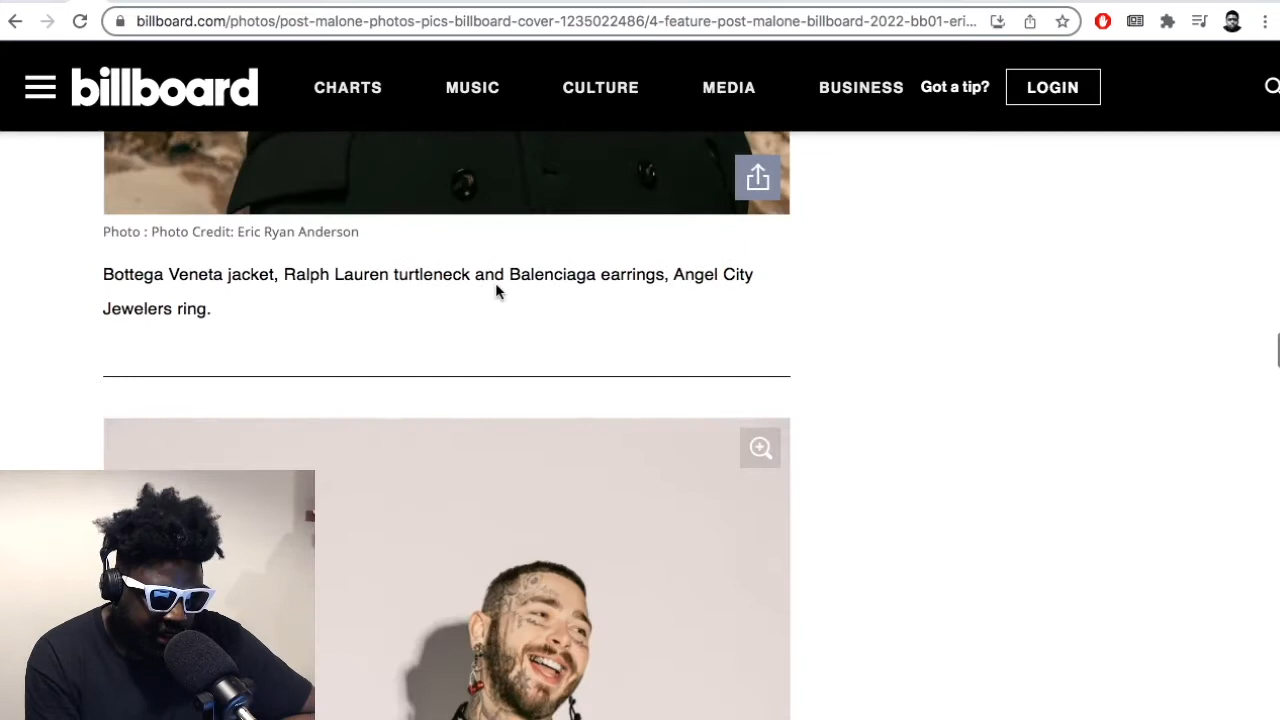 billboard.com/photos/post-malone-photos-pics-billboard-cover-1235022486/4-feature-post-malone-billboard-2022-bb01-eri...
billboard CHARTS MUSIC CULTURE MEDIA BUSINESS Got a tip? LOGIN
Photo : Photo Credit: Eric Ryan Anderson
Bottega Veneta jacket, Ralph Lauren turtleneck and Balenciaga earrings, Angel City
Jewelers ring.